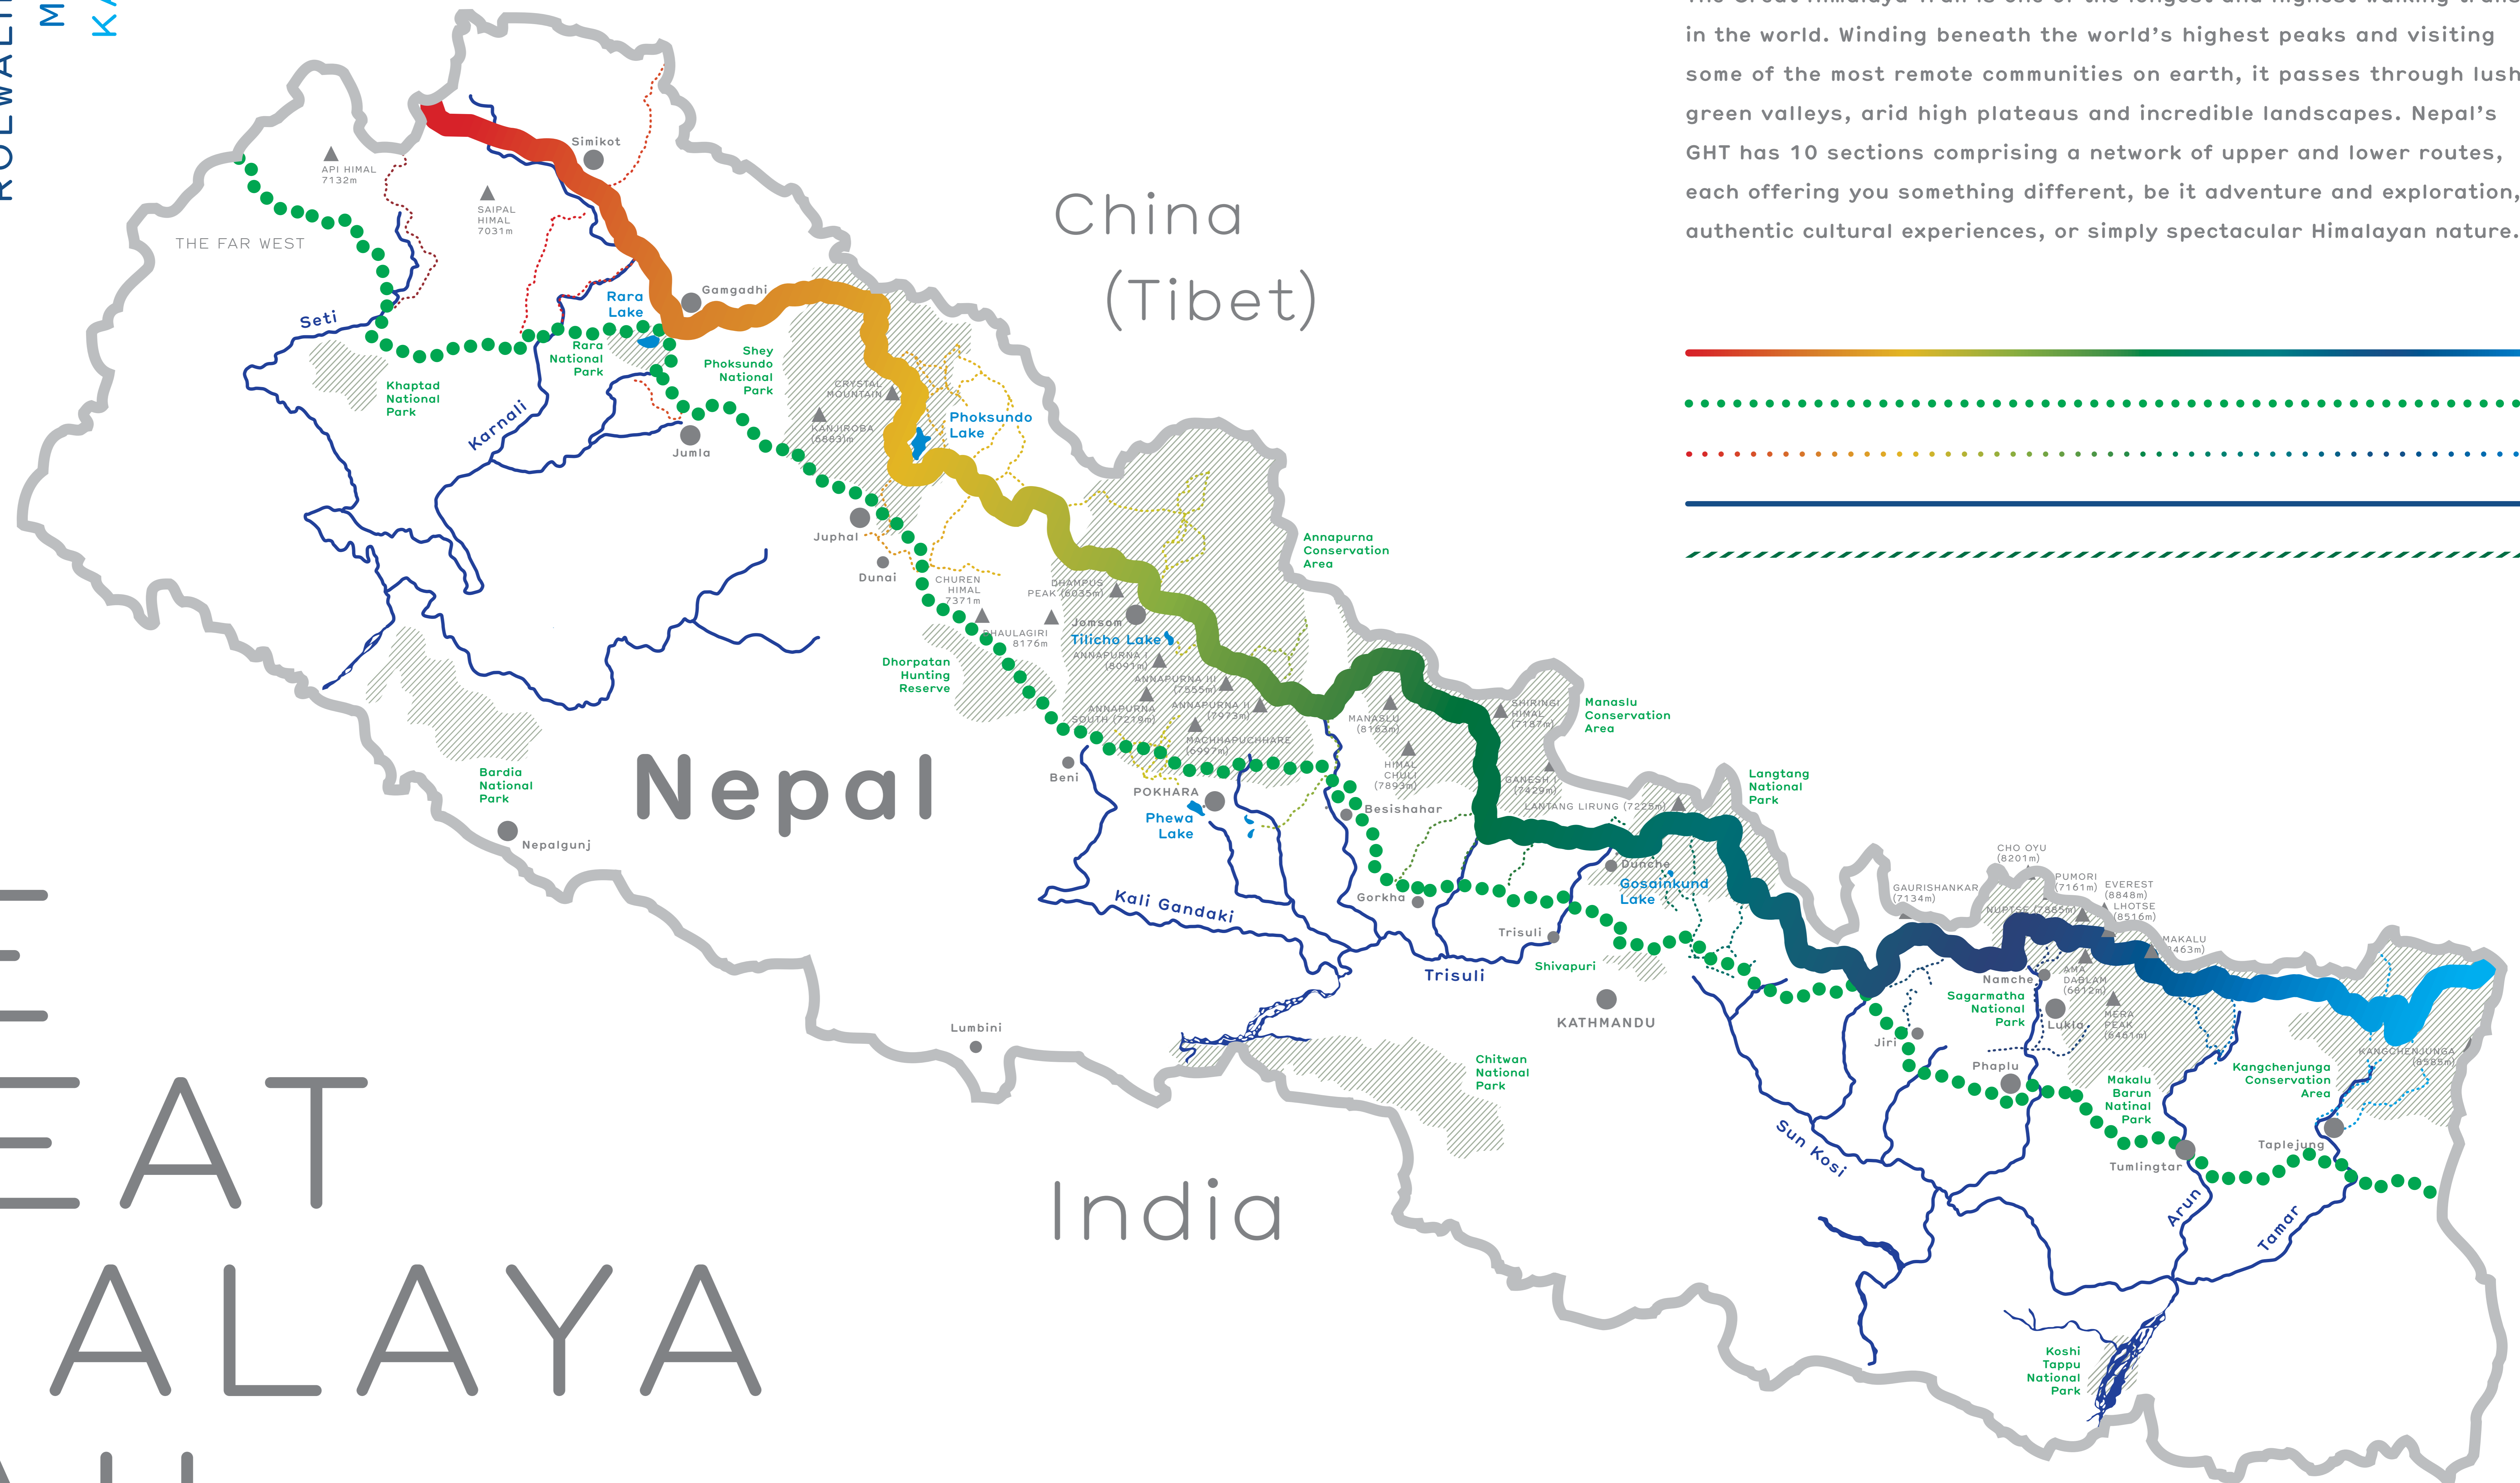 in the world. Winding beneath the world's highest peaks and visiting
some of the most remote communities on earth, it passes through lush
green valleys, arid high plateaus and incredible landscapes. Nepal's
GHT has 10 sections comprising a network of upper and lower routes,
each offering you something different, be it adventure and exploration,
authentic cultural experiences, or simply spectacular Himalayan nature.
China
(Tibet)
Simikot
API HIMAL
7132m
SAIPAL
HIMAL
7031m
THE FAR WEST
Seti
Rara
Lake
Gamgadhi
Rara
National
Park
Shey
Phoksundo
National
Park
Khaptad
National
Park
Karnali
Jumla
CRYSTAL
MOUNTAIN
KANJIROBA
(6883)m
Phoksundo
Lake
Juphal
Dunai
CHUREN
HIMAL
7371m
DHAMPUS
PEAK (6035m)
DHAULAGIRI
8176m
Jomsom
Tilicho Lake
Annapurna
Conservation
Area
ANNAPURNA I
(8091m)
ANNAPURNA III
(7555m)
ANNAPURNA
SOUTH (7219m)
ANNAPURNA II
(7973m)
MACHHAPUCHHARE
(6997m)
Dhorpatan
Hunting
Reserve
MANASLU
(8163m)
HIMAL
CHULI
(7893m)
SHIRINGI
HIMAL
(7187m)
Manaslu
Conservation
Area
GANESH I
(7429m)
LANTANG LIRUNG (7225m)
Langtang
National
Park
Nepal
Bardia
National
Park
Nepalgunj
Beni
POKHARA
Phewa
Lake
Besishahar
Kali Gandaki
Gorkha
Dunche
Gosainkund
Lake
Trisuli
Trisuli
Shivapuri
KATHMANDU
GAURISHANKAR
(7134m)
CHO OYU
(8201m)
PUMORI
(7161m)
EVEREST
(8848m)
LHOTSE
(8516m)
NUPTSE (7885m)
MAKALU
Namche
AMA
DABLAM
(6812m)
Sagarmatha
National
Park
Lukla
MERA
PEAK
(6461m)
Jiri
Phaplu
Makalu
Barun
Natinal
Park
Kangchenjunga
Conservation
Area
KANGCHENJUNGA
(8585m)
Taplejung
Tumlingtar
Lumbini
Chitwan
National
Park
India
Sun Kosi
Arun
Tamar
Koshi
Tappu
National
Park
EAT
ALAYA